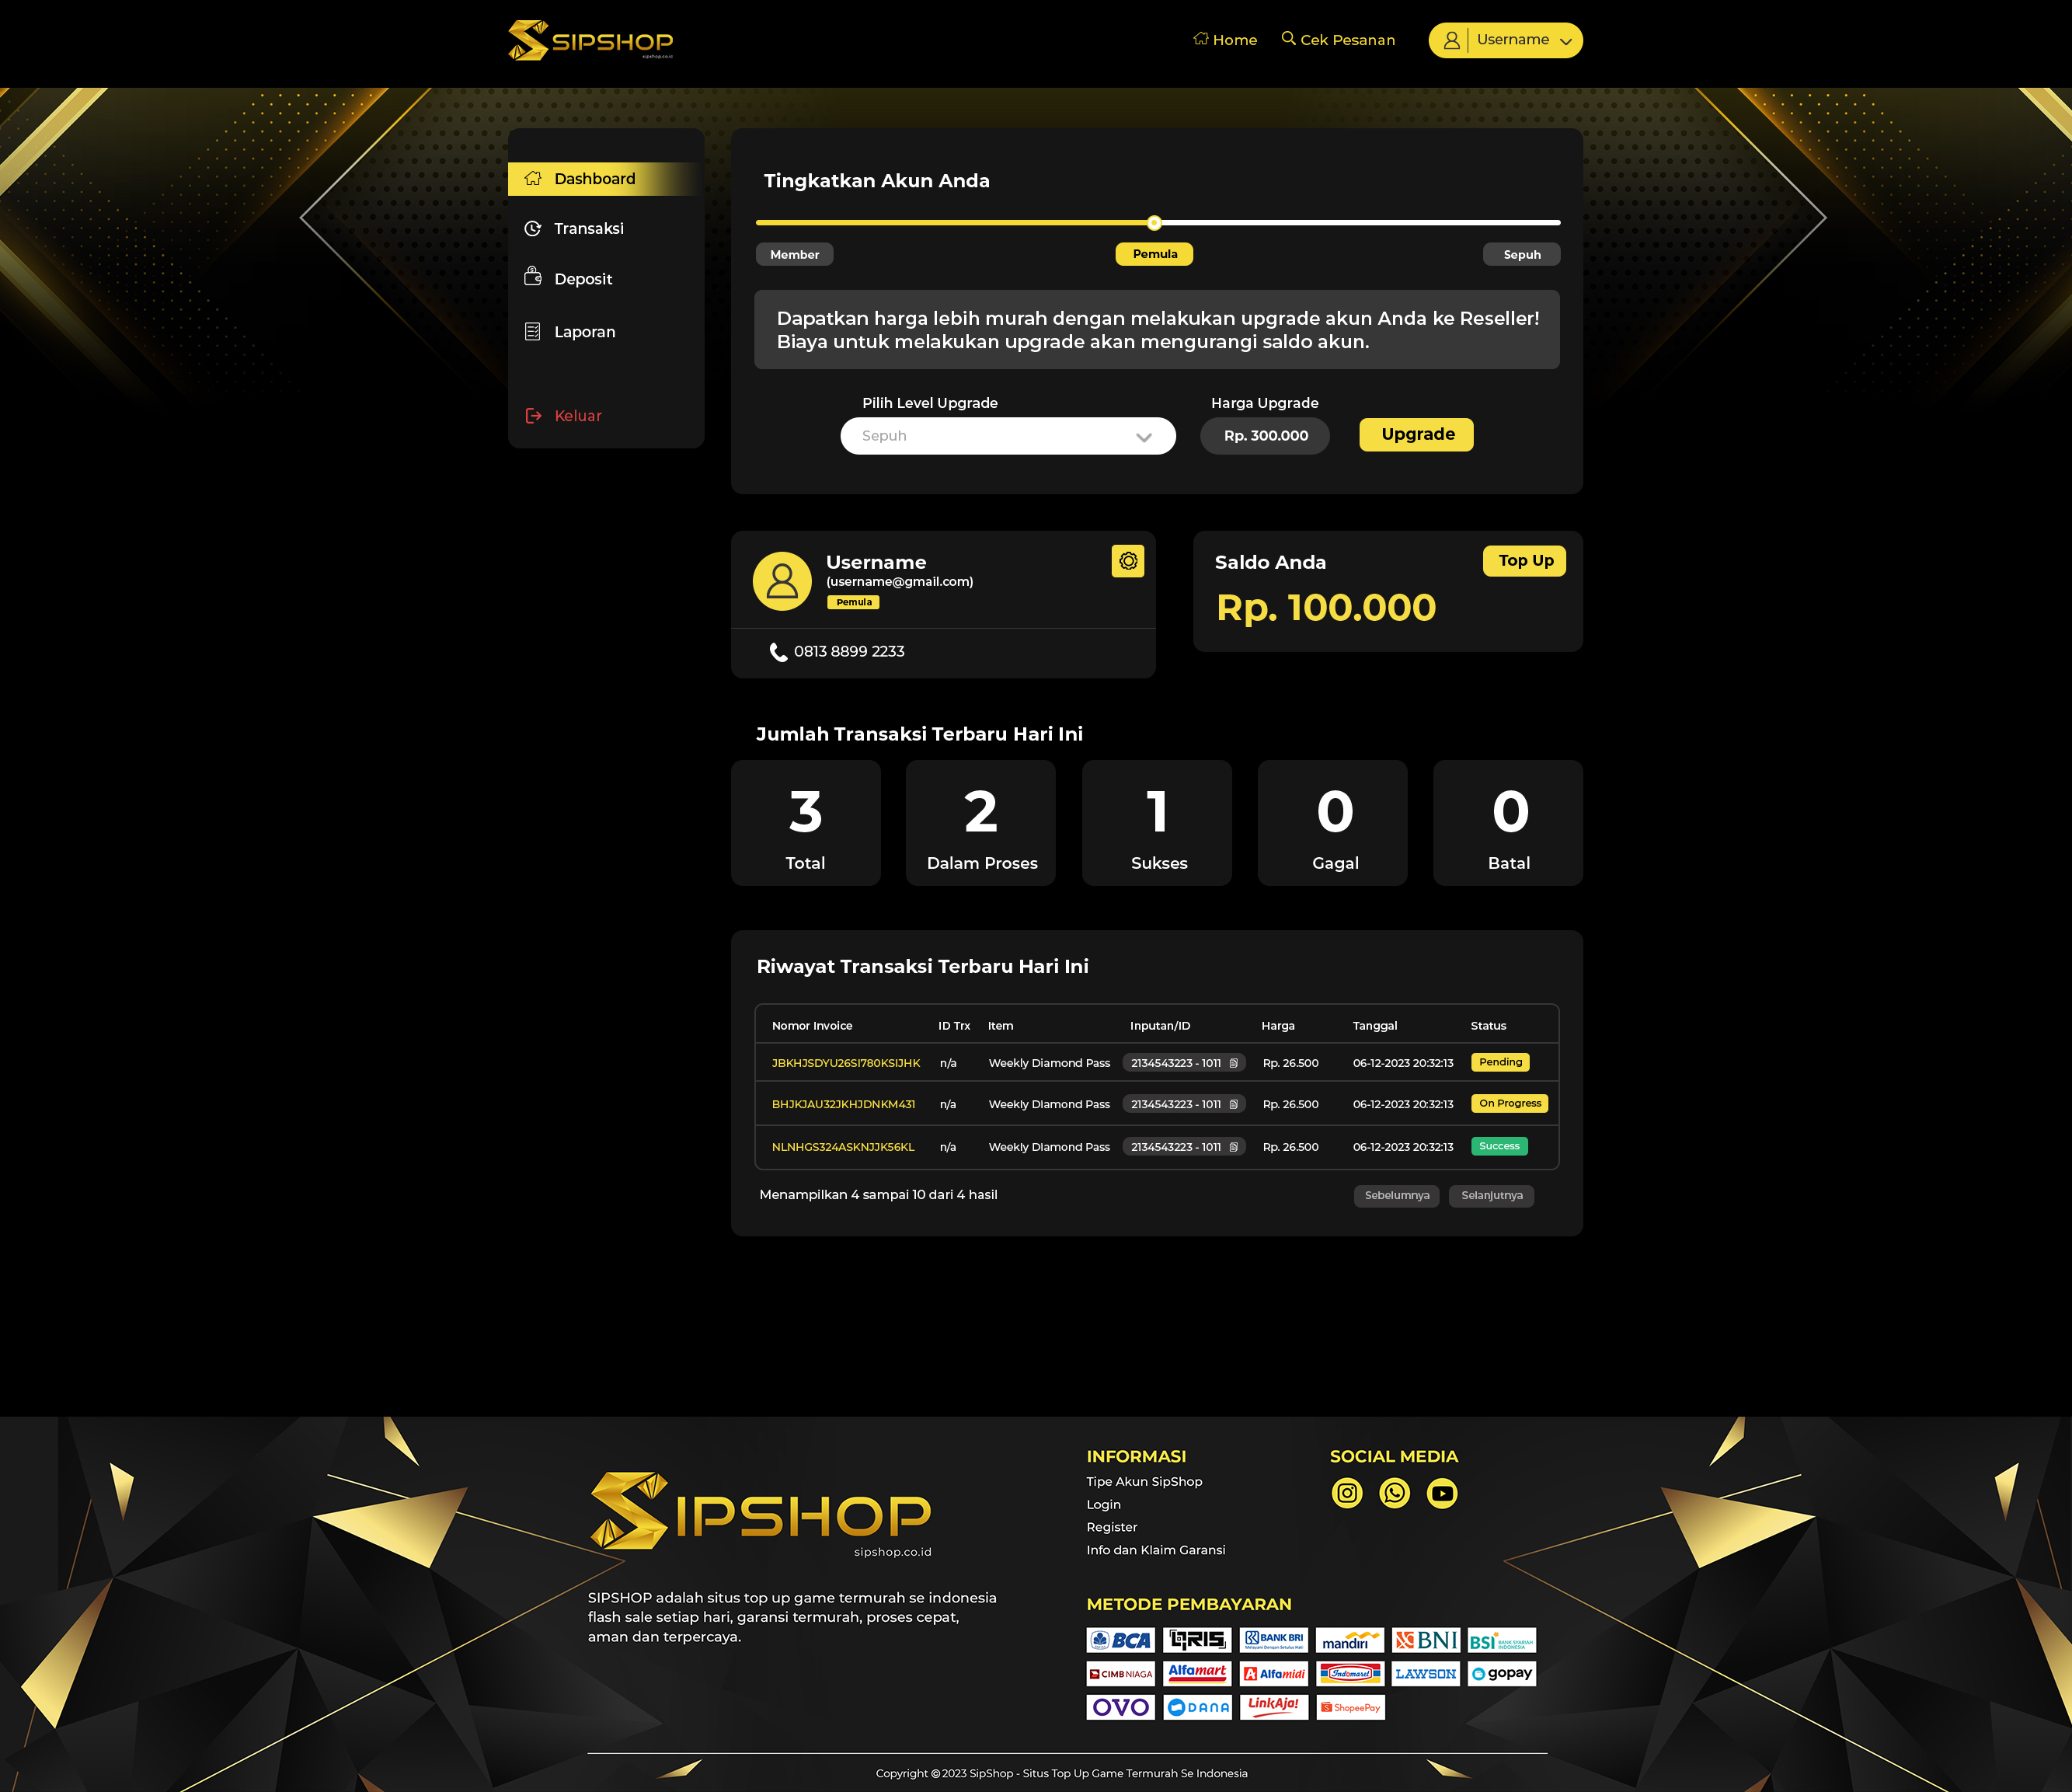 SIPSHOP
sipshop.co.id
Home
Cek Pesanan
Username
Dashboard
Transaksi
Deposit
Laporan
Keluar
Tingkatkan Akun Anda
Member
Pemula
Sepuh
Dapatkan harga lebih murah dengan melakukan upgrade akun Anda ke Reseller!
Biaya untuk melakukan upgrade akan mengurangi saldo akun.
Pilih Level Upgrade
Harga Upgrade
Sepuh
Rp. 300.000
Upgrade
Username
(username@gmail.com)
Pemula
0813 8899 2233
Saldo Anda
Top Up
Rp. 100.000
Jumlah Transaksi Terbaru Hari Ini
3
Total
2
Dalam Proses
1
Sukses
0
Gagal
0
Batal
Riwayat Transaksi Terbaru Hari Ini
Nomor Invoice ID Trx Item Inputan/ID Harga Tanggal Status
JBKHJSDYU26SI780KSIJHK n/a Weekly Diamond Pass 2134543223 - 1011 Rp. 26.500 06-12-2023 20:32:13 Pending
BHJKJAU32JKHJDNKM431 n/a Weekly DIamond Pass 2134543223 - 1011 Rp. 26.500 06-12-2023 20:32:13 On Progress
NLNHGS324ASKNJJK56KL n/a Weekly DIamond Pass 2134543223 - 1011 Rp. 26.500 06-12-2023 20:32:13 Success
Menampilkan 4 sampai 10 dari 4 hasil
Sebelumnya
Selanjutnya
SIPSHOP
sipshop.co.id
SIPSHOP adalah situs top up game termurah se indonesia
flash sale setiap hari, garansi termurah, proses cepat,
aman dan terpercaya.
INFORMASI
Tipe Akun SipShop
Login
Register
Info dan Klaim Garansi
SOCIAL MEDIA
METODE PEMBAYARAN
BCA QRIS BANK BRI mandiri BNI BSI BANK SYARIAH INDONESIA
CIMB NIAGA Alfamart Alfamidi Indomaret LAWSON gopay
OVO DANA LinkAja! ShopeePay
Copyright © 2023 SipShop - Situs Top Up Game Termurah Se Indonesia